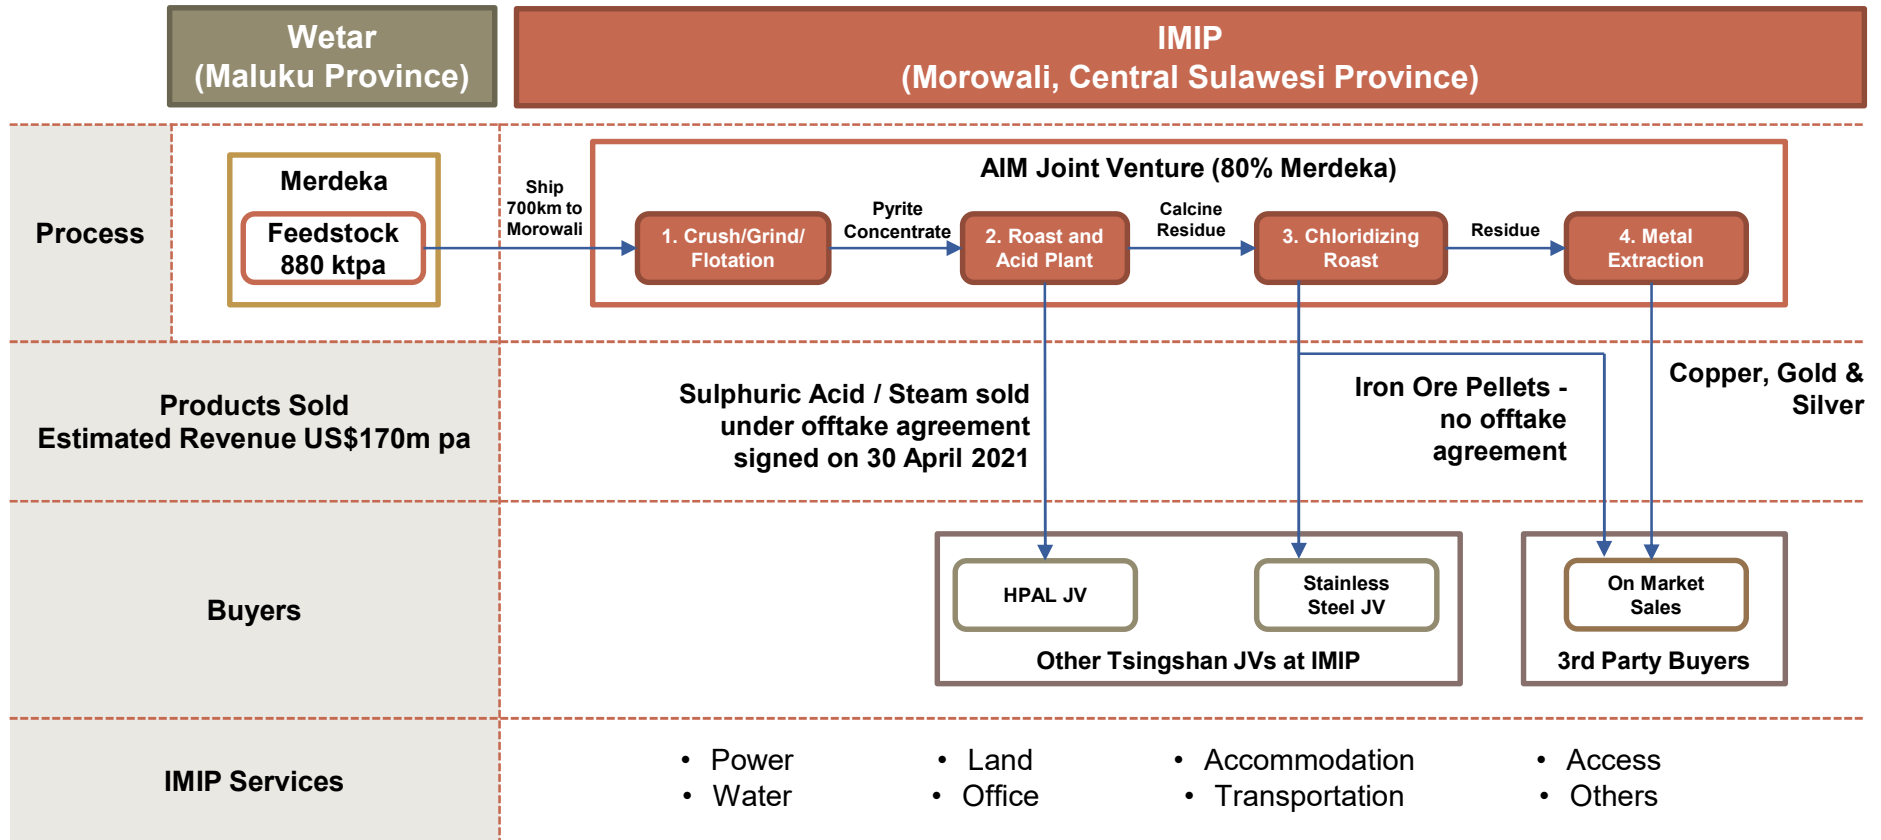 Wetar
(Maluku Province)
IMIP
(Morowali, Central Sulawesi Province)
Process
Merdeka
Feedstock
880 ktpa
Ship
700km to
Morowali
AIM Joint Venture (80% Merdeka)
1. Crush/Grind/
Flotation
Pyrite
Concentrate
2. Roast and
Acid Plant
Calcine
Residue
3. Chloridizing
Roast
Residue
4. Metal
Extraction
Products Sold
Estimated Revenue US$170m pa
Sulphuric Acid / Steam sold
under offtake agreement
signed on 30 April 2021
Iron Ore Pellets -
no offtake
agreement
Copper, Gold &
Silver
Buyers
HPAL JV
Stainless
Steel JV
Other Tsingshan JVs at IMIP
On Market
Sales
3rd Party Buyers
IMIP Services
• Power
• Water
• Land
• Office
• Accommodation
• Transportation
• Access
• Others